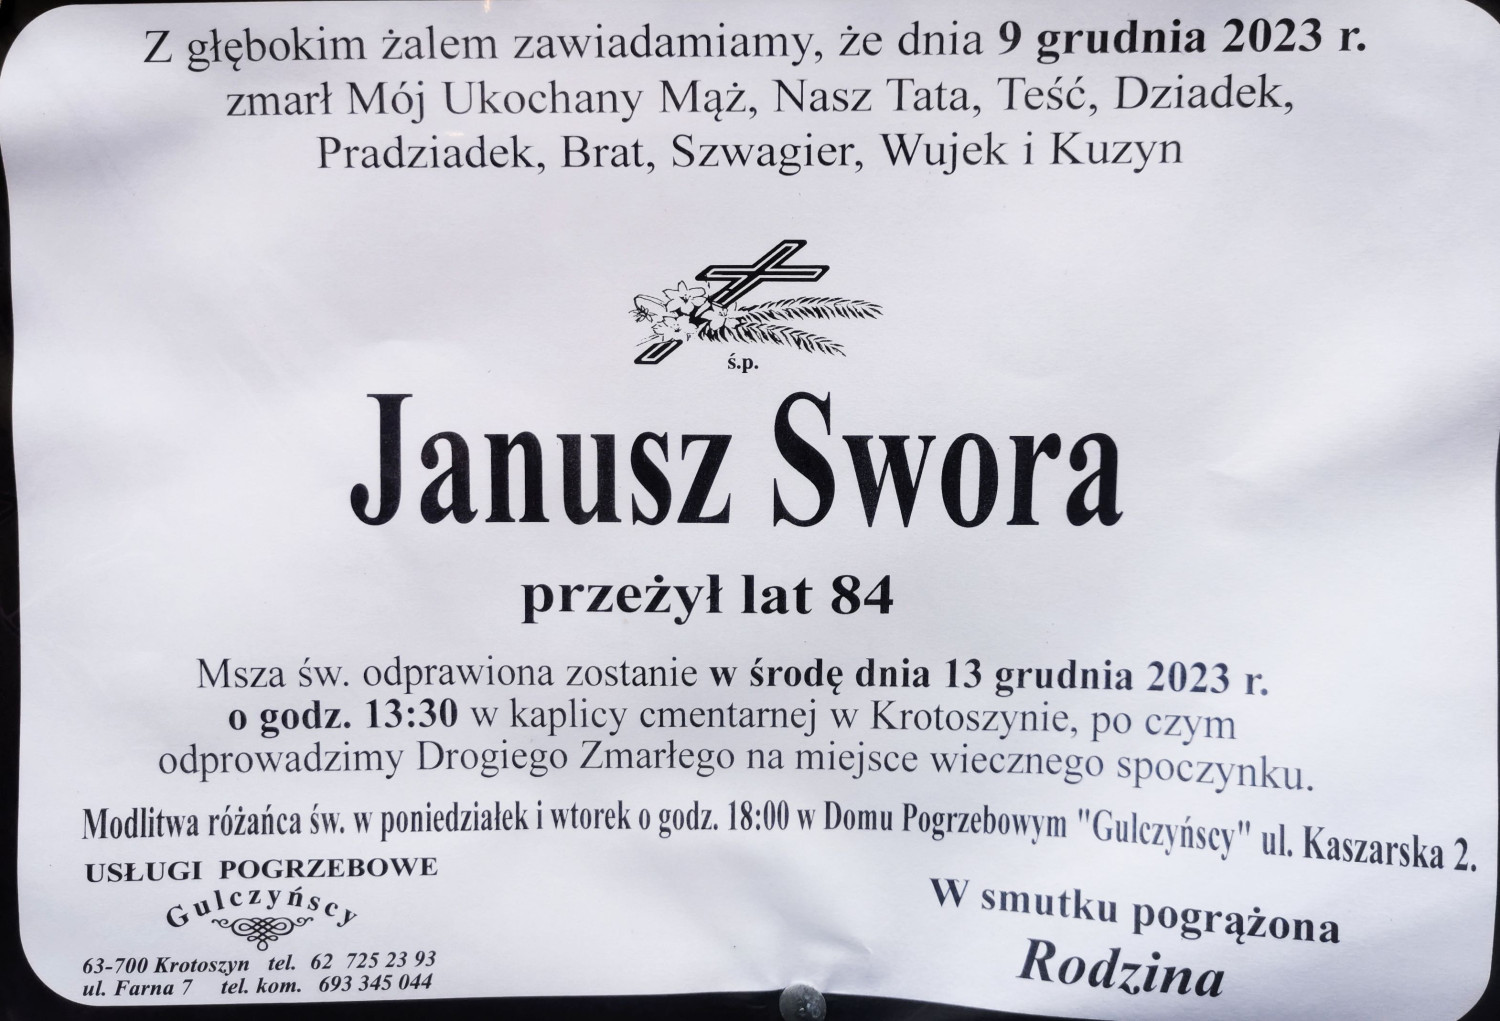 Z głębokim żalem zawiadamiamy, że dnia 9 grudnia 2023 r.
zmarł Mój Ukochany Mąż, Nasz Tata, Teść, Dziadek,
Pradziadek, Brat, Szwagier, Wujek i Kuzyn
ś.p.
Janusz Swora
przeżył lat 84
Msza św. odprawiona zostanie w środę dnia 13 grudnia 2023 r.
o godz. 13:30 w kaplicy cmentarnej w Krotoszynie, po czym
odprowadzimy Drogiego Zmarłego na miejsce wiecznego spoczynku.
Modlitwa różańca św. w poniedziałek i wtorek o godz. 18:00 w Domu Pogrzebowym "Gulczyńscy" ul. Kaszarska 2.
USŁUGI POGRZEBOWE
Gulczyńscy
63-700 Krotoszyn tel. 62 725 23 93
ul. Farna 7 tel. kom. 693 345 044
W smutku pogrążona
Rodzina